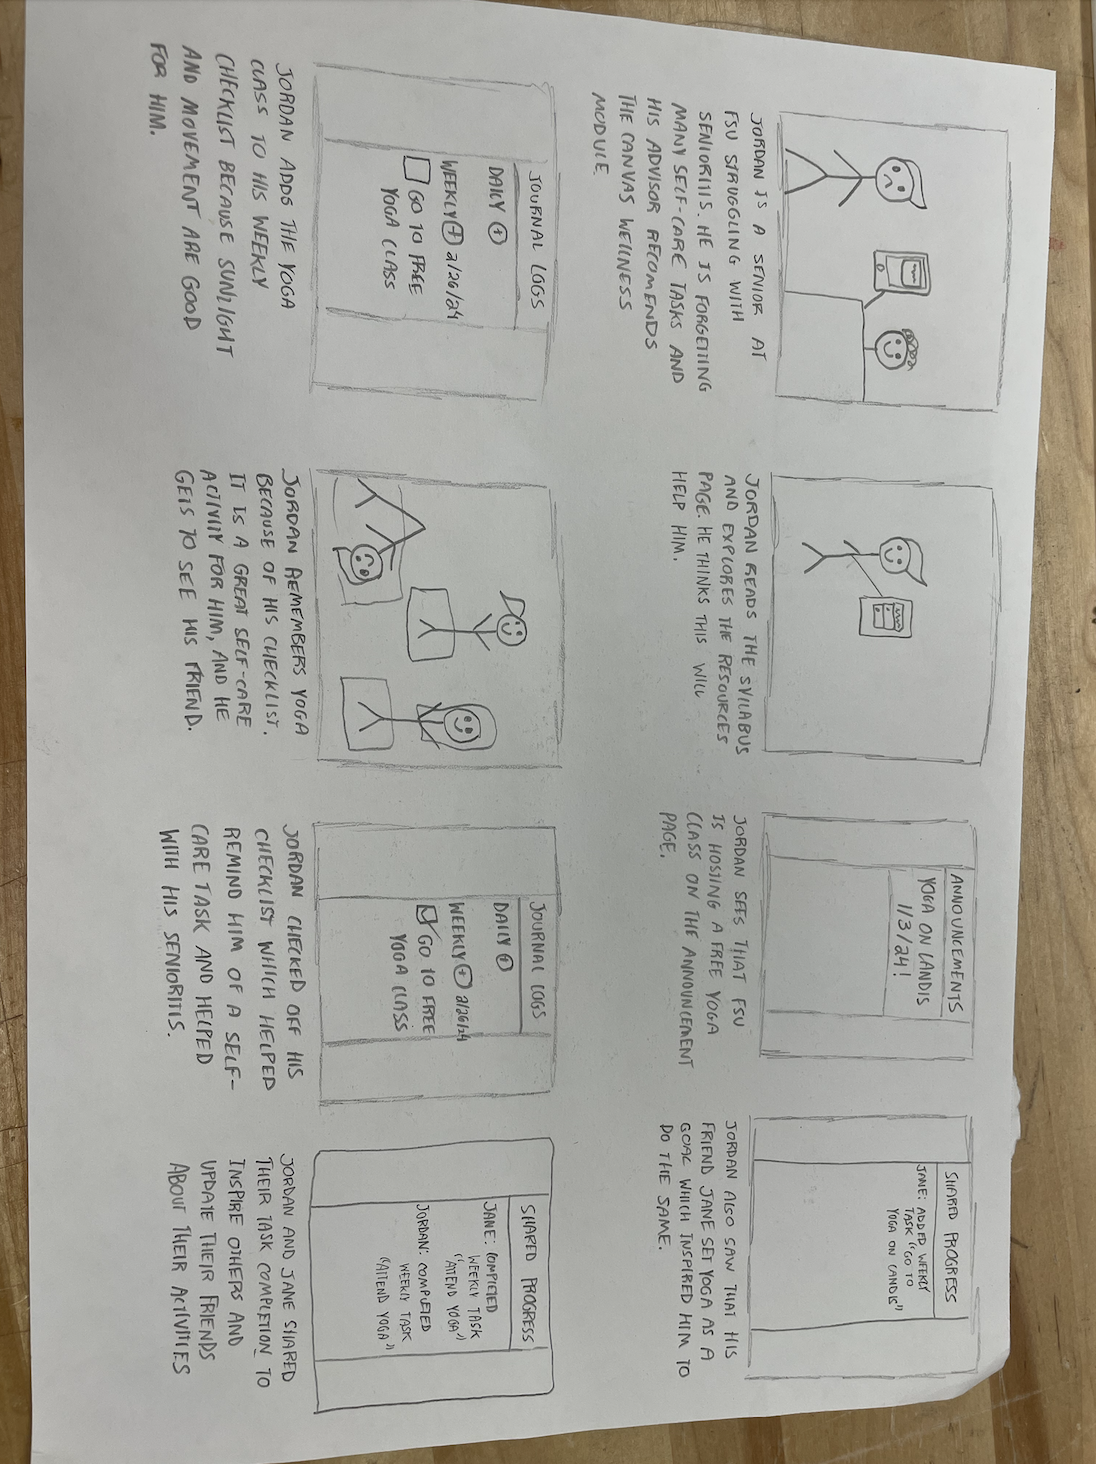 JORDAN IS A SENIOR AT
FSU STRUGGLING WITH
SENIORITIS. HE IS FORGETTING
MANY SELF-CARE TASKS AND
HIS ADVISOR RECOMENDS
THE CANVAS WELLNESS
MODULE
JORDAN READS THE SYLLABUS
AND EXPLORES THE RESOURCES
PAGE. HE THINKS THIS WILL
HELP HIM.
ANNOUNCEMENTS
YOGA ON LANDIS
1/3/24!
JORDAN SEES THAT FSU
IS HOSTING A FREE YOGA
CLASS ON THE ANNOUNCEMENT
PAGE.
SHARED PROGRESS
JANE: ADDED WEEKLY
TASK "GO TO
YOGA ON LANDIS"
JORDAN ALSO SAW THAT HIS
FRIEND JANE SET YOGA AS A
GOAL WHICH INSPIRED HIM TO
DO THE SAME.
JOURNAL LOGS
DAILY +
WEEKLY + 2/26/24
GO TO FREE
YOGA CLASS
JORDAN ADDS THE YOGA
CLASS TO HIS WEEKLY
CHECKLIST BECAUSE SUNLIGHT
AND MOVEMENT ARE GOOD
FOR HIM.
JORDAN REMEMBERS YOGA
BECAUSE OF HIS CHECKLIST.
IT IS A GREAT SELF-CARE
ACTIVITY FOR HIM, AND HE
GETS TO SEE HIS FRIEND.
JOURNAL LOGS
DAILY +
WEEKLY + 2/26/24
GO TO FREE
YOGA CLASS
JORDAN CHECKED OFF HIS
CHECKLIST WHICH HELPED
REMIND HIM OF A SELF-
CARE TASK AND HELPED
WITH HIS SENIORITIS.
SHARED PROGRESS
JANE: COMPLETED
WEEKLY TASK
"ATTEND YOGA"
JORDAN: COMPLETED
WEEKLY TASK
"ATTEND YOGA"
JORDAN AND JANE SHARED
THEIR TASK COMPLETION TO
INSPIRE OTHERS AND
UPDATE THEIR FRIENDS
ABOUT THEIR ACTIVITIES